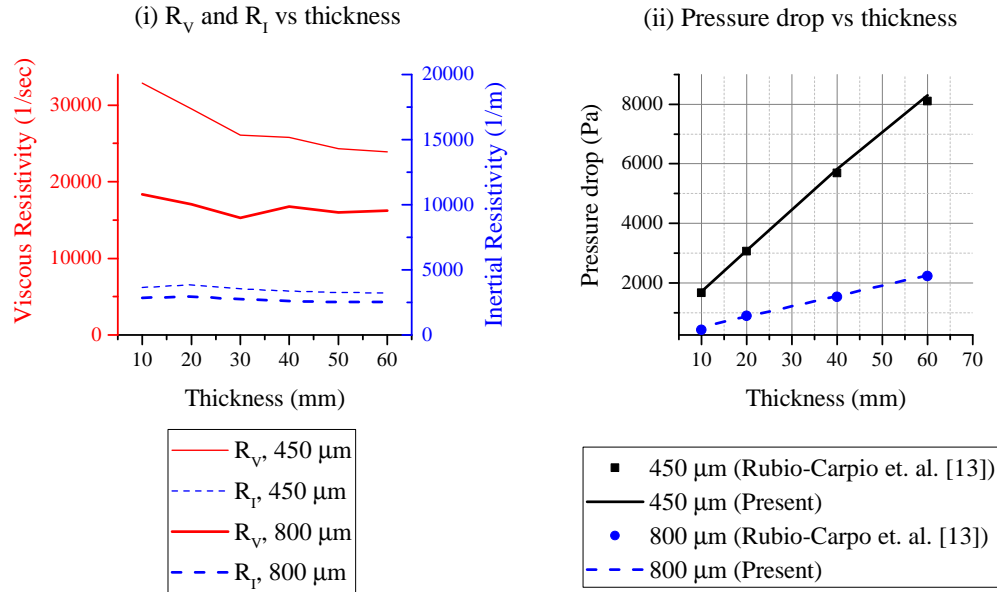 (i) R_V and R_I vs thickness
Viscous Resistivity (1/sec)
30000
20000
10000
0
10 20 30 40 50 60
Thickness (mm)
20000
15000
10000
5000
0
Inertial Resistivity (1/m)
R_V, 450 μm
R_I, 450 μm
R_V, 800 μm
R_I, 800 μm
(ii) Pressure drop vs thickness
Pressure drop (Pa)
8000
6000
4000
2000
10 20 30 40 50 60 70
Thickness (mm)
450 μm (Rubio-Carpio et. al. [13])
450 μm (Present)
800 μm (Rubio-Carpo et. al. [13])
800 μm (Present)